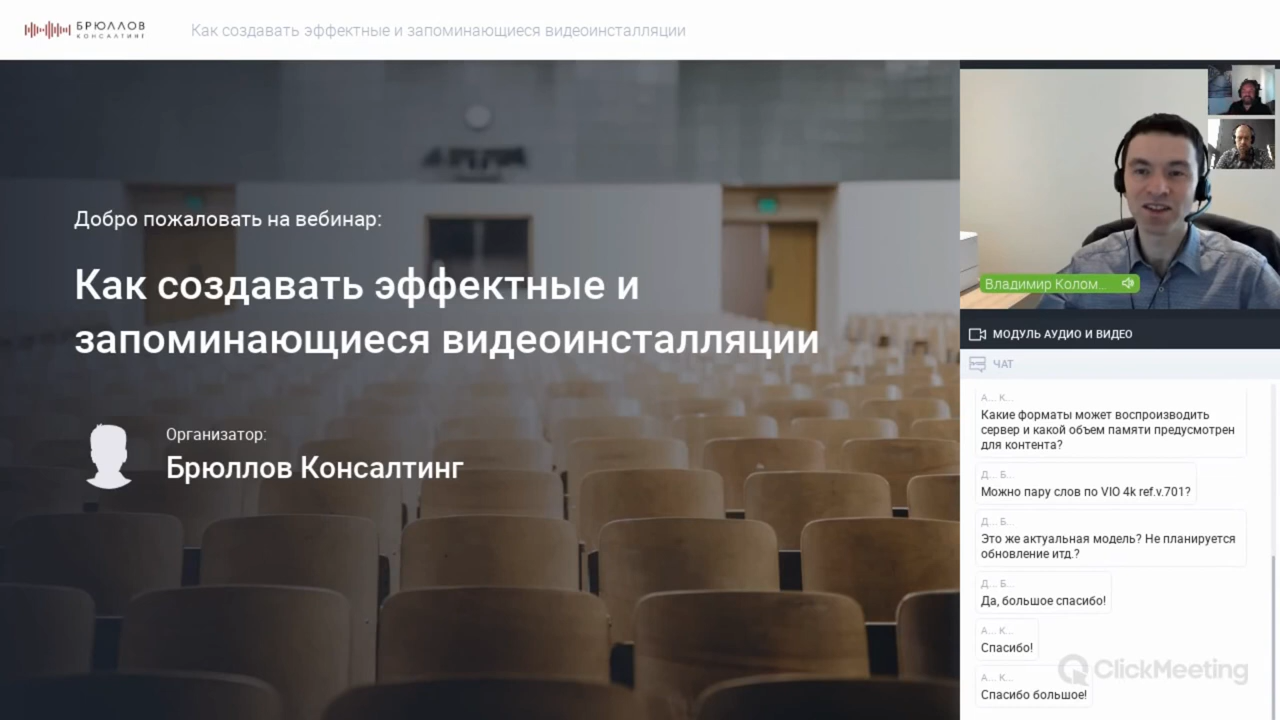 БРЮЛЛОВ
КОНСАЛТИНГ
Как создавать эффектные и запоминающиеся видеоинсталляции
Добро пожаловать на вебинар:
Как создавать эффектные и
запоминающиеся видеоинсталляции
Организатор:
Брюллов Консалтинг
Владимир Колом...
МОДУЛЬ АУДИО И ВИДЕО
ЧАТ
А... К...
Какие форматы может воспроизводить
сервер и какой объем памяти предусмотрен
для контента?
Д... Б...
Можно пару слов по VIO 4k ref.v.701?
Д... Б...
Это же актуальная модель? Не планируется
обновление итд.?
Д... Б...
Да, большое спасибо!
А... К...
Спасибо!
А... К...
Спасибо большое!
ClickMeeting